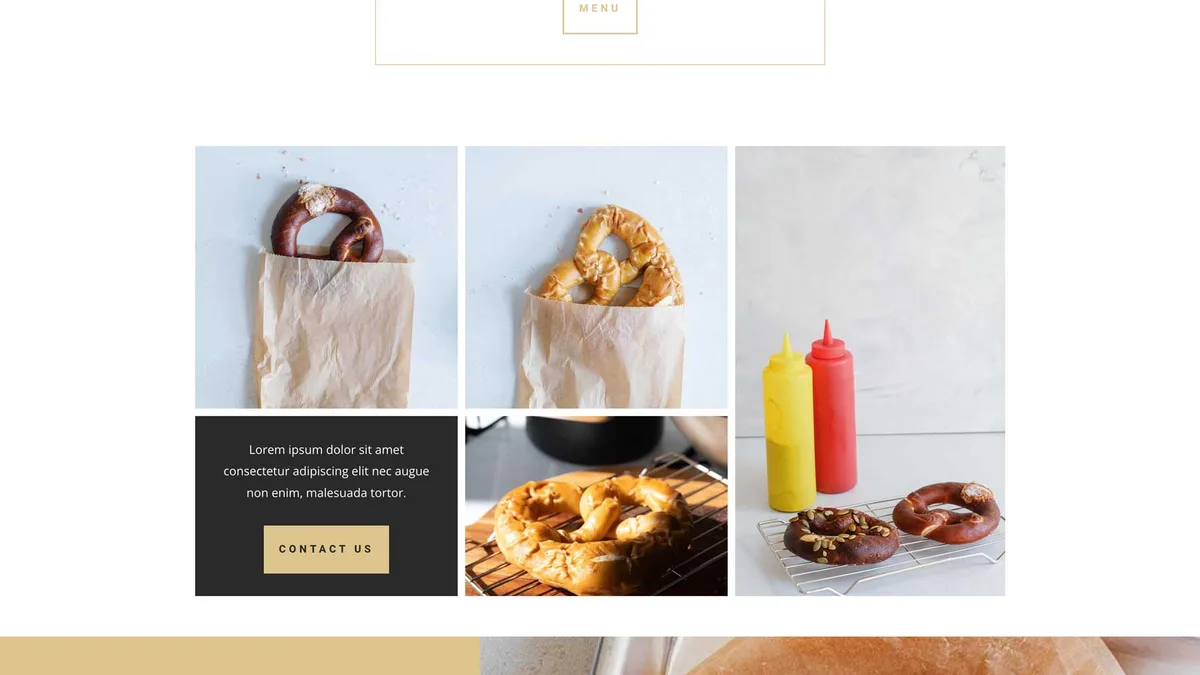 MENU
Lorem ipsum dolor sit amet
consectetur adipiscing elit nec augue
non enim, malesuada tortor.
CONTACT US